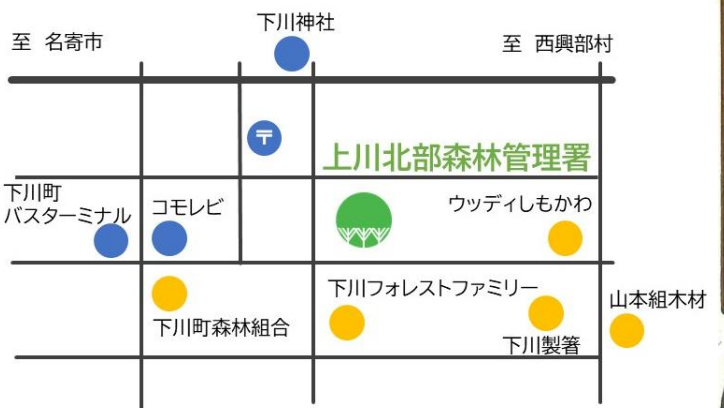 下川神社
至 名寄市
至 西興部村
〒
上川北部森林管理署
下川町
バスターミナル
コモレビ
ウッディしもかわ
下川フォレストファミリー
山本組木材
下川町森林組合
下川製箸